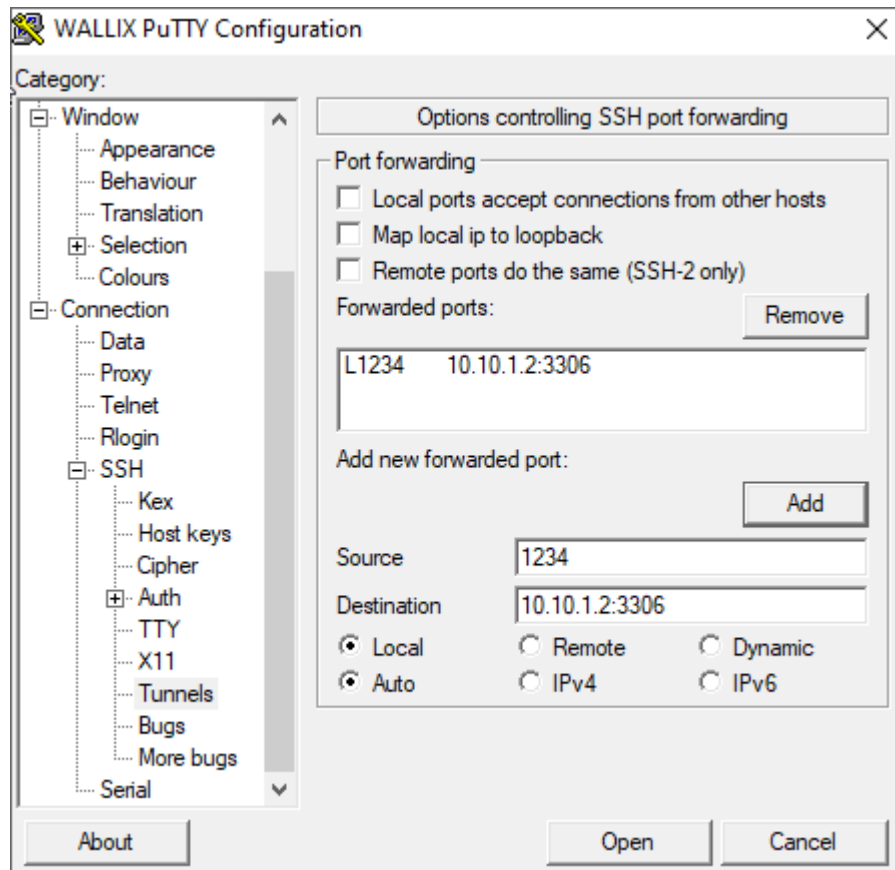 WALLIX PuTTY Configuration
Category:
Window
Appearance
Behaviour
Translation
Selection
Colours
Connection
Data
Proxy
Telnet
Rlogin
SSH
Kex
Host keys
Cipher
Auth
TTY
X11
Tunnels
Bugs
More bugs
Serial
Options controlling SSH port forwarding
Port forwarding
Local ports accept connections from other hosts
Map local ip to loopback
Remote ports do the same (SSH-2 only)
Forwarded ports: Remove
L1234 10.10.1.2:3306
Add new forwarded port:
Add
Source 1234
Destination 10.10.1.2:3306
Local Remote Dynamic
Auto IPv4 IPv6
About Open Cancel